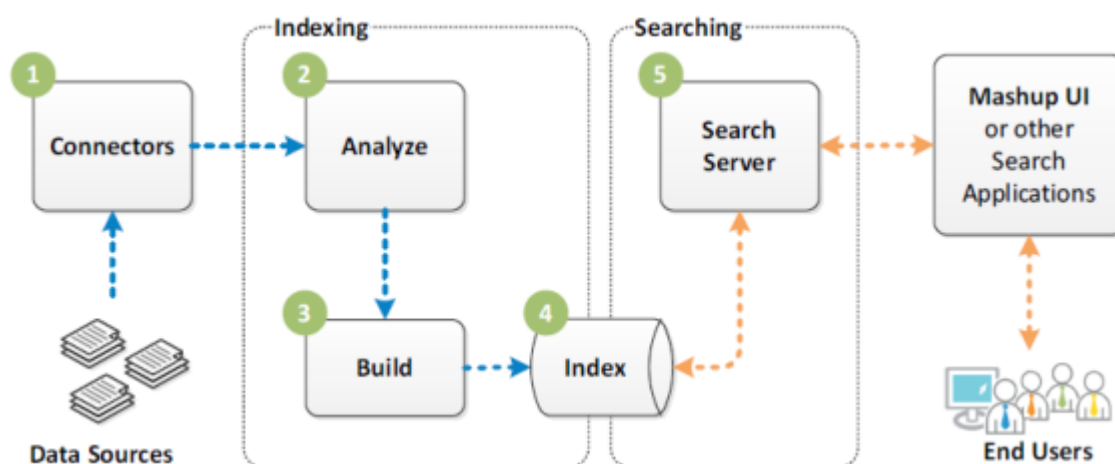 Indexing
Searching
1
Connectors
2
Analyze
5
Search
Server
Mashup UI
or other
Search
Applications
3
Build
4
Index
Data Sources
End Users